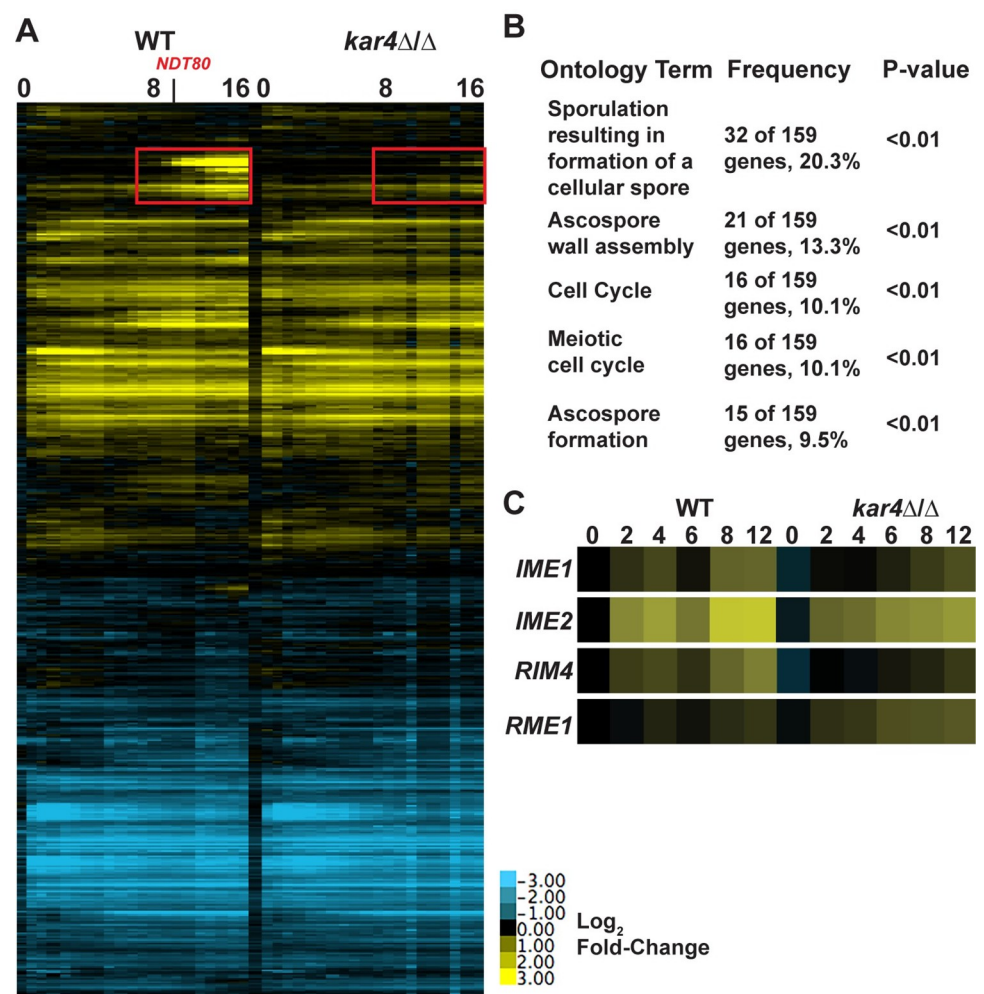 A
WT
kar4Δ/Δ
NDT80
0 8 16 0 8 16
B
Ontology Term Frequency P-value
Sporulation
resulting in
formation of a
cellular spore
32 of 159
genes, 20.3%
<0.01
Ascospore
wall assembly
21 of 159
genes, 13.3%
<0.01
Cell Cycle
16 of 159
genes, 10.1%
<0.01
Meiotic
cell cycle
16 of 159
genes, 10.1%
<0.01
Ascospore
formation
15 of 159
genes, 9.5%
<0.01
C
WT
kar4Δ/Δ
0 2 4 6 8 12 0 2 4 6 8 12
IME1
IME2
RIM4
RME1
-3.00
-2.00
-1.00
0.00
1.00
2.00
3.00
Log2
Fold-Change